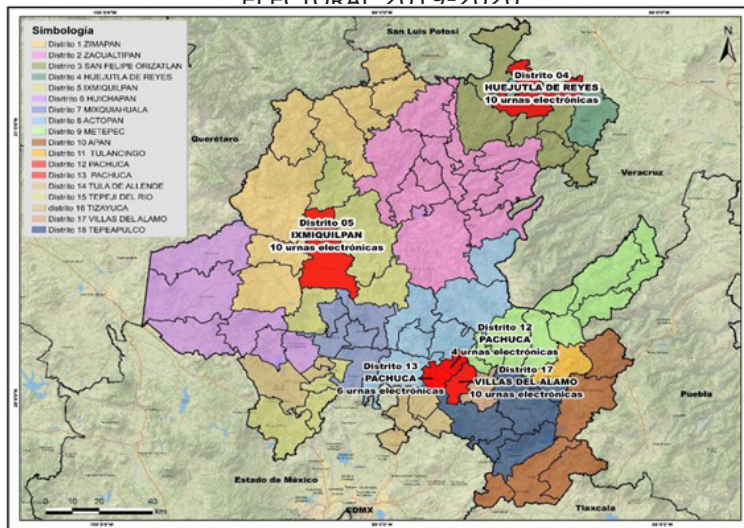 ELECTORAL 2019-2020
San Luis Potosí
Simbología
Distrito 1 ZIMAPAN
Distrito 2 ZACUALTIPAN
Distrito 3 SAN FELIPE ORIZATLAN
Distrito 4 HUEJUTLA DE REYES
Distrito 5 IXMIQUILPAN
Distrito 6 HUICHAPAN
Distrito 7 MIXQUIAHUALA
Distrito 8 ACTOPAN
Distrito 9 METEPEC
Distrito 10 APAN
Distrito 11 TULANCINGO
Distrito 12 PACHUCA
Distrito 13 PACHUCA
Distrito 14 TULA DE ALLENDE
Distrito 15 TEPEJI DEL RIO
distrito 16 TIZAYUCA
Distrito 17 VILLAS DEL ALAMO
Distrito 18 TEPEAPULCO
N
Distrito 04
HUEJUTLA DE REYES
10 urnas electrónicas
Querétaro
Veracruz
Distrito 05
IXMIQUILPAN
10 urnas electrónicas
Distrito 12
PACHUCA
4 urnas electrónicas
Distrito 13
PACHUCA
6 urnas electrónicas
Distrito 17
VILLAS DEL ALAMO
10 urnas electrónicas
Puebla
Estado de México
CDMX
Tlaxcala
0 20 40
km